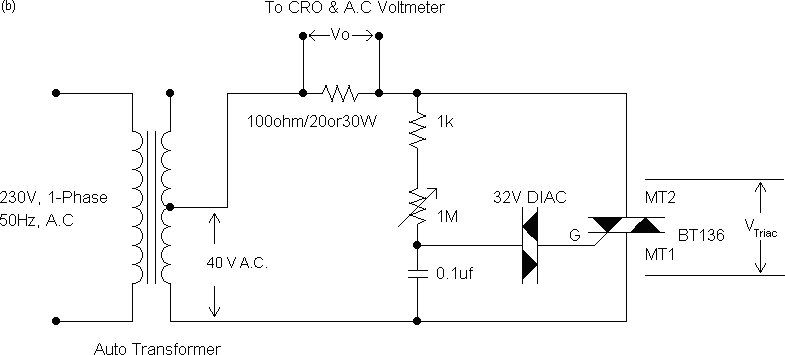 (b)
To CRO & A.C Voltmeter
Vo
100ohm/20or30W
1k
230V, 1-Phase
50Hz, A.C
32V DIAC
MT2
1M
G
BT136
VTriac
MT1
40 V A.C.
0.1uf
Auto Transformer